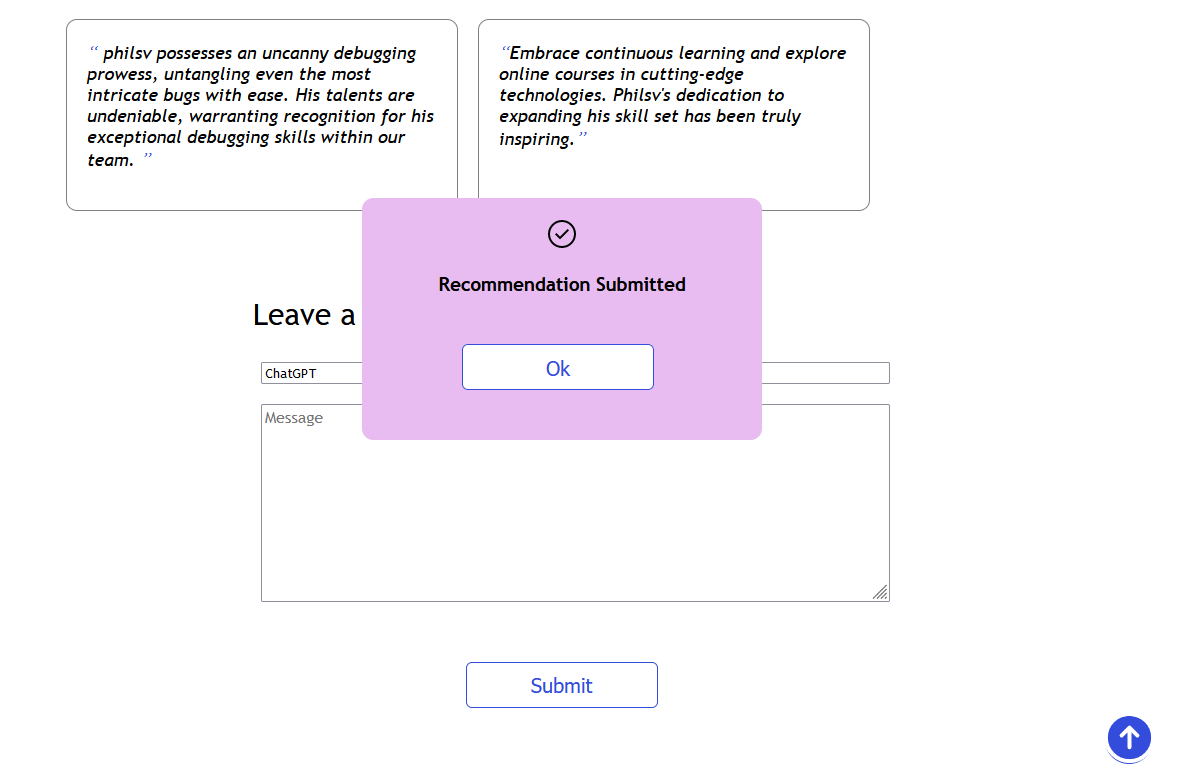 “ philsv possesses an uncanny debugging
prowess, untangling even the most
intricate bugs with ease. His talents are
undeniable, warranting recognition for his
exceptional debugging skills within our
team. ”
“Embrace continuous learning and explore
online courses in cutting-edge
technologies. Philsv's dedication to
expanding his skill set has been truly
inspiring.”
Recommendation Submitted
Ok
Leave a
ChatGPT
Message
Submit